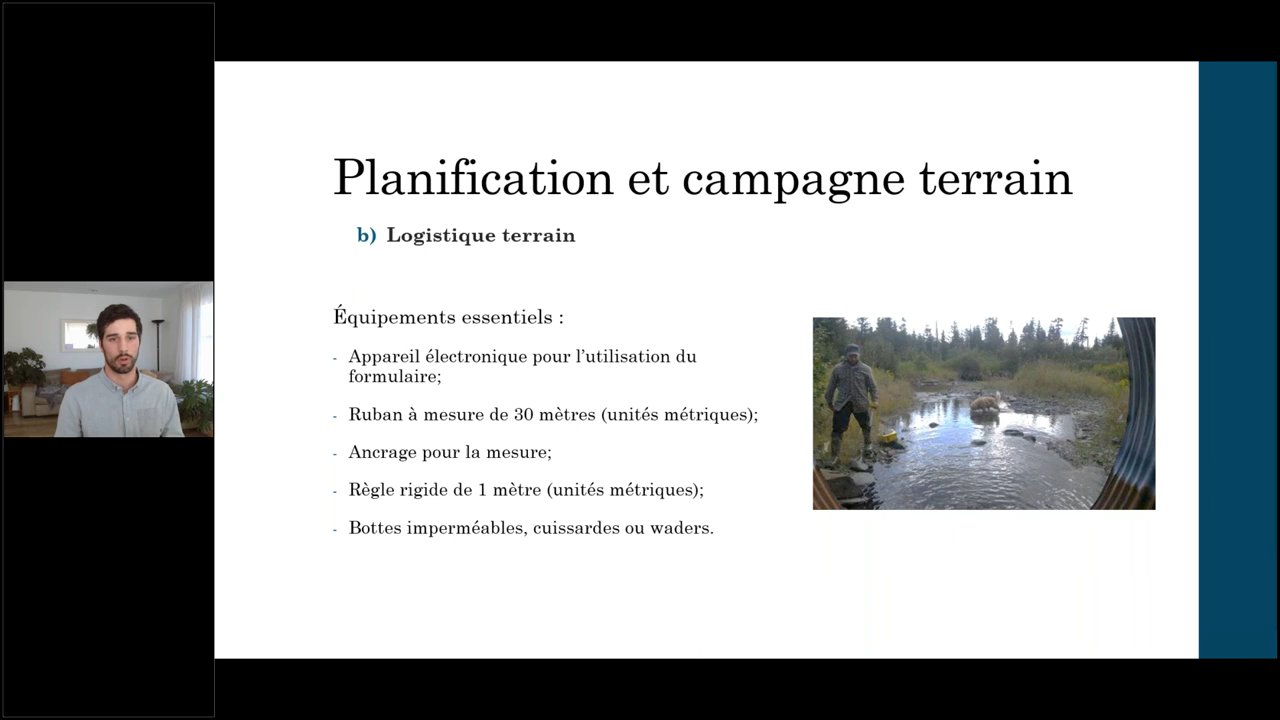 Planification et campagne terrain
b) Logistique terrain
Équipements essentiels :
- Appareil électronique pour l’utilisation du
formulaire;
- Ruban à mesure de 30 mètres (unités métriques);
- Ancrage pour la mesure;
- Règle rigide de 1 mètre (unités métriques);
- Bottes imperméables, cuissardes ou waders.